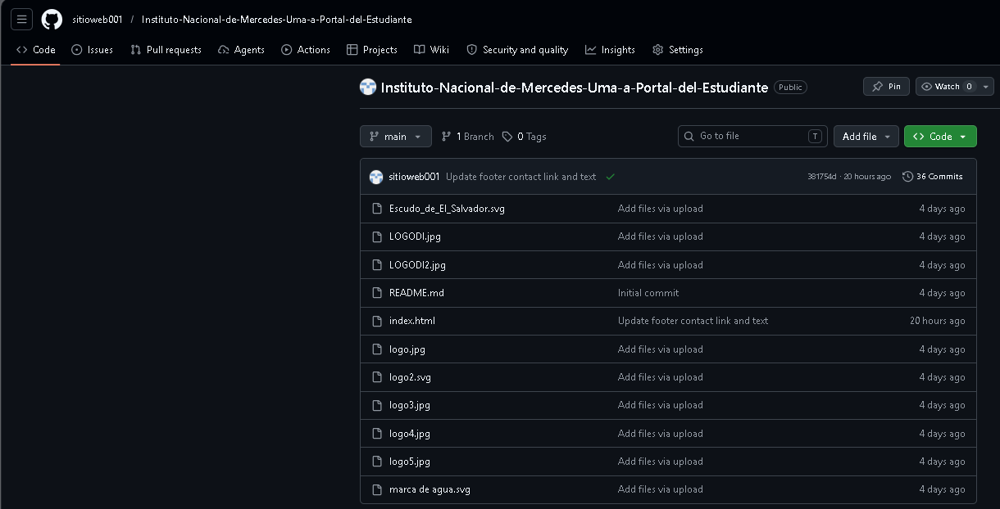 sitioweb001 / Instituto-Nacional-de-Mercedes-Uma-a-Portal-del-Estudiante
Code Issues Pull requests Agents Actions Projects Wiki Security and quality Insights Settings
Instituto-Nacional-de-Mercedes-Uma-a-Portal-del-Estudiante Public Pin Watch 0
main 1 Branch 0 Tags Go to file T Add file Code
sitioweb001 Update footer contact link and text 381754d · 20 hours ago 36 Commits
Escudo_de_El_Salvador.svg Add files via upload 4 days ago
LOGODI.jpg Add files via upload 4 days ago
LOGODI2.jpg Add files via upload 4 days ago
README.md Initial commit 4 days ago
index.html Update footer contact link and text 20 hours ago
logo.jpg Add files via upload 4 days ago
logo2.svg Add files via upload 4 days ago
logo3.jpg Add files via upload 4 days ago
logo4.jpg Add files via upload 4 days ago
logo5.jpg Add files via upload 4 days ago
marca de agua.svg Add files via upload 4 days ago